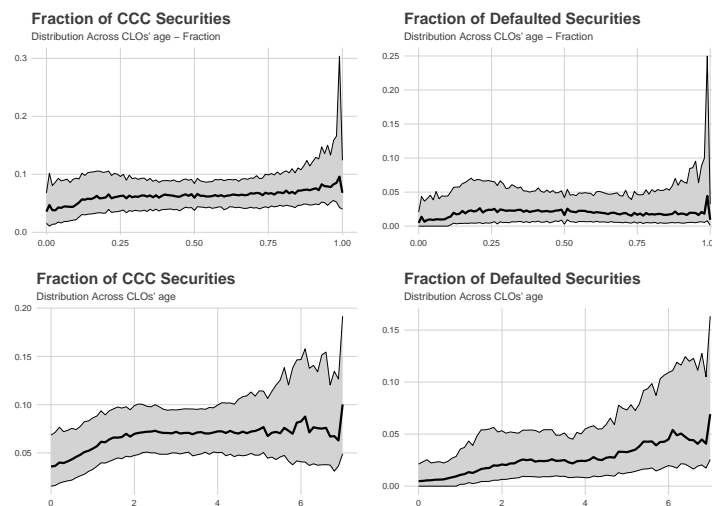 Fraction of CCC Securities
Distribution Across CLOs' age – Fraction
0.3
0.2
0.1
0.0
0.00 0.25 0.50 0.75 1.00
Fraction of Defaulted Securities
Distribution Across CLOs' age – Fraction
0.25
0.20
0.15
0.10
0.05
0.00
0.00 0.25 0.50 0.75 1.0
Fraction of CCC Securities
Distribution Across CLOs' age
0.20
0.15
0.10
0.05
0 2 4 6
Fraction of Defaulted Securities
Distribution Across CLOs' age
0.15
0.10
0.05
0.00
0 2 4 6